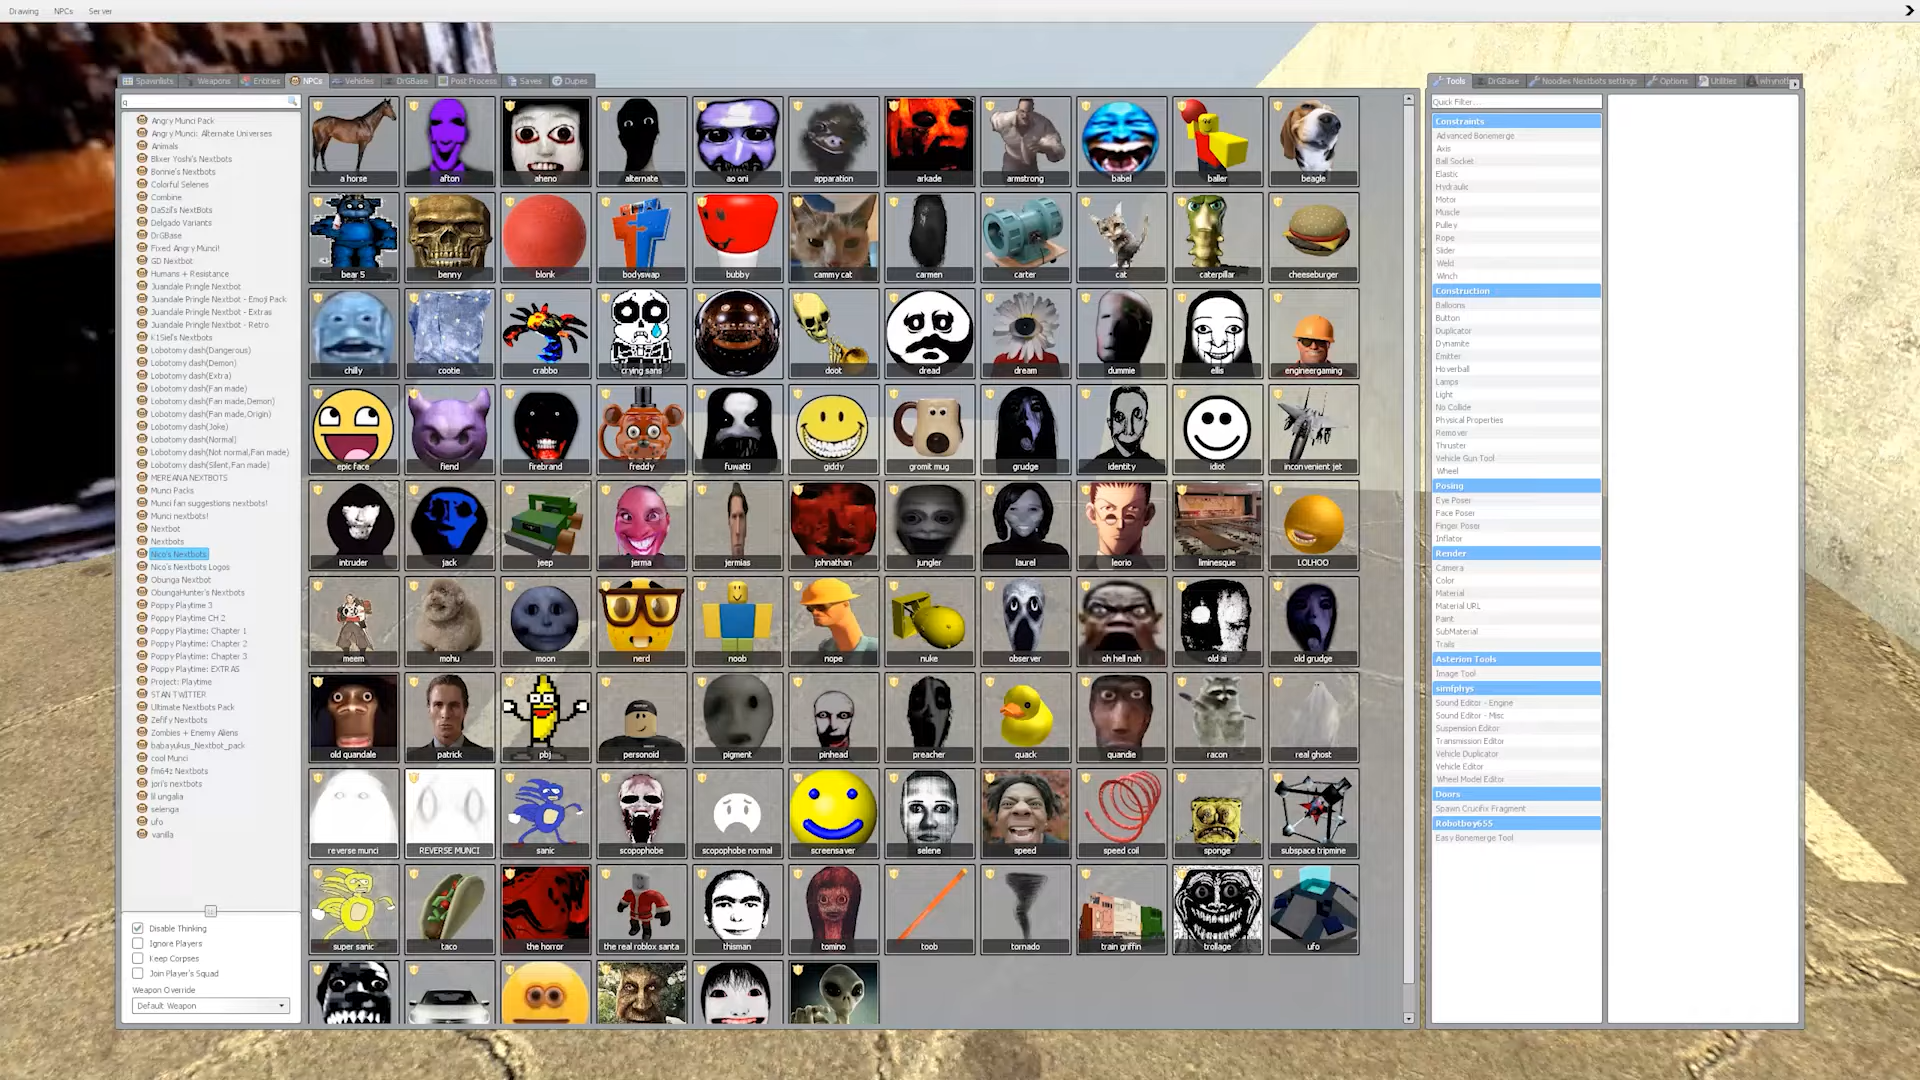 Drawing NPCs Server
Spawnlists Weapons Entities NPCs Vehicles DrGBase Post Process Saves Dupes
q
Angry Munci Pack
Angry Munci: Alternate Universes
Animals
Blixer Yoshi's Nextbots
Bonnie's Nextbots
Colorful Selenes
Combine
DaSzil's NextBots
Delgado Variants
DrGBase
Fixed Angry Munci!
GD Nextbot
Humans + Resistance
Juandale Pringle Nextbot
Juandale Pringle Nextbot - Emoji Pack
Juandale Pringle Nextbot - Extras
Juandale Pringle Nextbot - Retro
K1Siel's Nextbots
Lobotomy dash(Dangerous)
Lobotomy dash(Demon)
Lobotomy dash(Extra)
Lobotomy dash(Fan made)
Lobotomy dash(Fan made,Demon)
Lobotomy dash(Fan made,Origin)
Lobotomy dash(Joke)
Lobotomy dash(Normal)
Lobotomy dash(Not normal,Fan made)
Lobotomy dash(Silent,Fan made)
MEREANA NEXTBOTS
Munci Packs
Munci fan suggestions nextbots!
Munci nextbots!
Nextbot
Nextbots
Nico's Nextbots
Nico's Nextbots Logos
Obunga Nextbot
ObungaHunter's Nextbots
Poppy Playtime 3
Poppy Playtime CH 2
Poppy Playtime: Chapter 1
Poppy Playtime: Chapter 2
Poppy Playtime: Chapter 3
Poppy Playtime: EXTRAS
Project: Playtime
STAN TWITTER
Ultimate Nextbots Pack
Zefify Nextbots
Zombies + Enemy Aliens
babayukus_Nextbot_pack
cool Munci
fm64z Nextbots
jori's nextbots
lil ungalia
selenga
ufo
vanilla
Disable Thinking
Ignore Players
Keep Corpses
Join Player's Squad
Weapon Override
Default Weapon
a horse afton aheno alternate ao oni apparation arkade armstrong babel baller beagle
bear 5 benny blonk bodyswap bubby cammy cat carmen carter cat caterpillar cheeseburger
chilly cootie crabbo crying sans doot dread dream dummie ellis engineergaming
epic face fiend firebrand freddy fuwatti giddy gromit mug grudge identity idiot inconvenient jet
intruder jack jeep jerma jermias johnathan jungler laurel leorio liminesque LOLHOO
meem mohu moon nerd noob nope nuke observer oh hell nah old ai old grudge
old quandale patrick pbj personoid pigment pinhead preacher quack quandie racon real ghost
reverse munci REVERSE MUNCI sanic scopophobe scopophobe normal screensaver selene speed speed coil sponge subspace tripmine
super sanic taco the horror the real roblox santa thisman tomino toob tornado train griffin trollage ufo
Tools DrGBase Noodles Nextbots settings Options Utilities whynott
Quick Filter...
Constraints
Advanced Bonemerge
Axis
Ball Socket
Elastic
Hydraulic
Motor
Muscle
Pulley
Rope
Slider
Weld
Winch
Construction
Balloons
Button
Duplicator
Dynamite
Emitter
Hoverball
Lamps
Light
No Collide
Physical Properties
Remover
Thruster
Vehicle Gun Tool
Wheel
Posing
Eye Poser
Face Poser
Finger Poser
Inflator
Render
Camera
Color
Material
Material URL
Paint
SubMaterial
Trails
Asterion Tools
Image Tool
simfphys
Sound Editor - Engine
Sound Editor - Misc
Suspension Editor
Transmission Editor
Vehicle Duplicator
Vehicle Editor
Wheel Model Editor
Doors
Spawn Crucifix Fragment
Robotboy655
Easy Bonemerge Tool